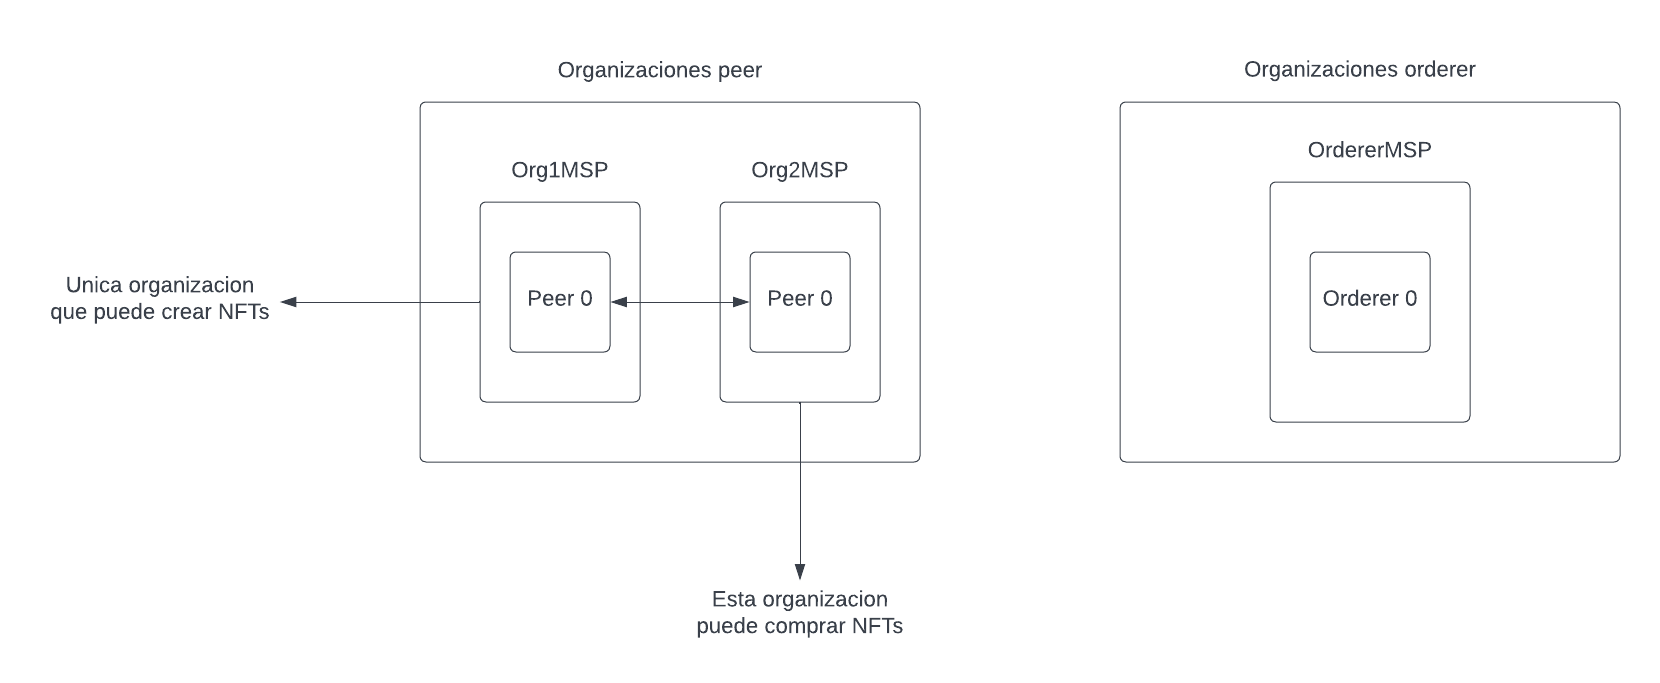 Organizaciones peer
Organizaciones orderer
Org1MSP
Org2MSP
OrdererMSP
Unica organizacion
que puede crear NFTs
Peer 0
Peer 0
Orderer 0
Esta organizacion
puede comprar NFTs